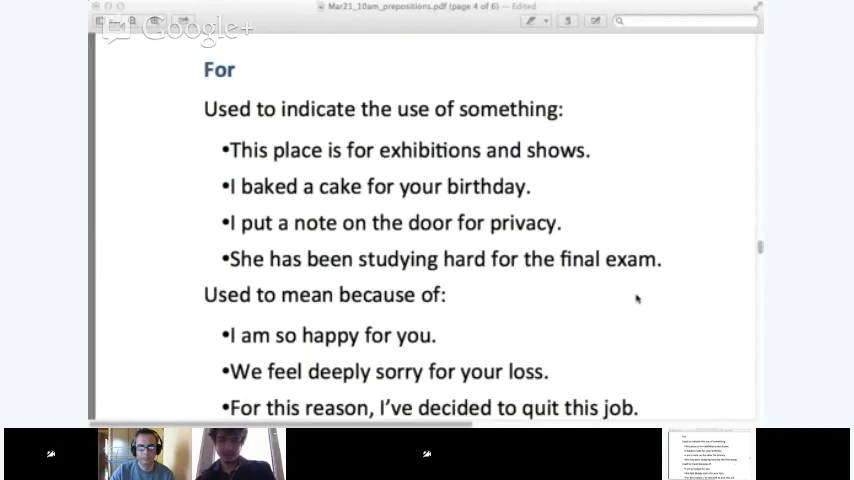 Mar21_10am_prepositions.pdf (page 4 of 6) — Edited
Google+
For
Used to indicate the use of something:
•This place is for exhibitions and shows.
•I baked a cake for your birthday.
•I put a note on the door for privacy.
•She has been studying hard for the final exam.
Used to mean because of:
•I am so happy for you.
•We feel deeply sorry for your loss.
•For this reason, I've decided to quit this job.